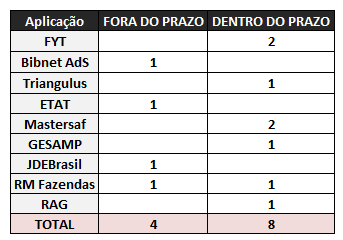 Aplicação FORA DO PRAZO DENTRO DO PRAZO
FYT 2
Bibnet AdS 1
Triangulus 1
ETAT 1
Mastersaf 2
GESAMP 1
JDEBrasil 1
RM Fazendas 1 1
RAG 1
TOTAL 4 8